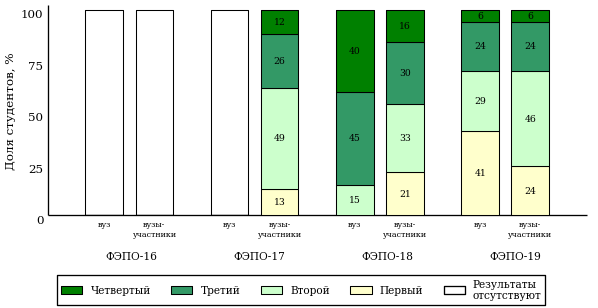 Доля студентов, %
100
75
50
25
0
12
26
49
13
40
45
15
16
30
33
21
6
24
29
41
6
24
46
24
вуз
вузы-
участники
вуз
вузы-
участники
вуз
вузы-
участники
вуз
вузы-
участники
ФЭПО-16
ФЭПО-17
ФЭПО-18
ФЭПО-19
Четвертый
Третий
Второй
Первый
Результаты
отсутствуют